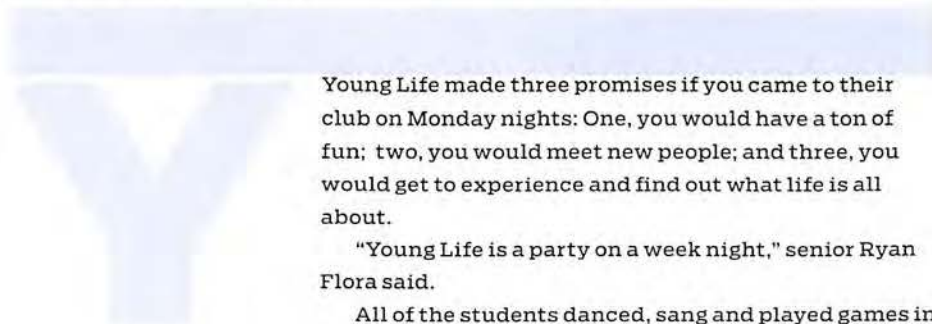 Y
Young Life made three promises if you came to their
club on Monday nights: One, you would have a ton of
fun; two, you would meet new people; and three, you
would get to experience and find out what life is all
about.
“Young Life is a party on a week night,” senior Ryan
Flora said.
All of the students danced, sang and played games in